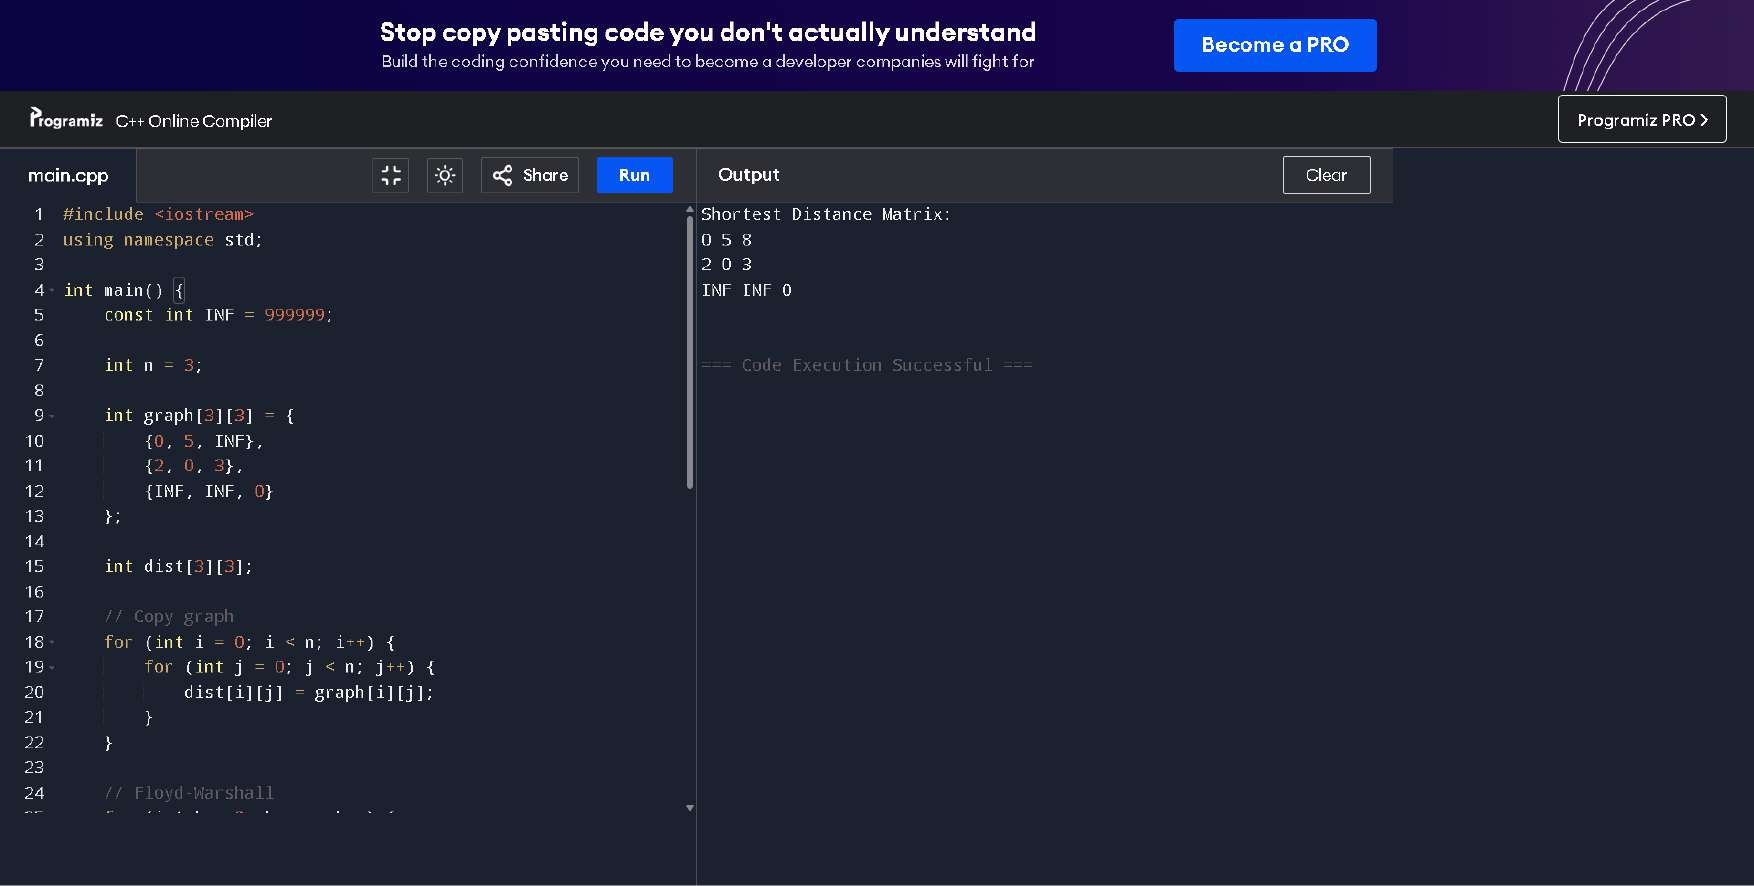 Stop copy pasting code you don't actually understand
Build the coding confidence you need to become a developer companies will fight for
Become a PRO
Programiz C++ Online Compiler
Programiz PRO >
main.cpp
Share
Run
Output
Clear
1 #include <iostream>
2 using namespace std;
3
4 int main() {
5 const int INF = 999999;
6
7 int n = 3;
8
9 int graph[3][3] = {
10 {0, 5, INF},
11 {2, 0, 3},
12 {INF, INF, 0}
13 };
14
15 int dist[3][3];
16
17 // Copy graph
18 for (int i = 0; i < n; i++) {
19 for (int j = 0; j < n; j++) {
20 dist[i][j] = graph[i][j];
21 }
22 }
23
24 // Floyd-Warshall
Shortest Distance Matrix:
0 5 8
2 0 3
INF INF 0
=== Code Execution Successful ===